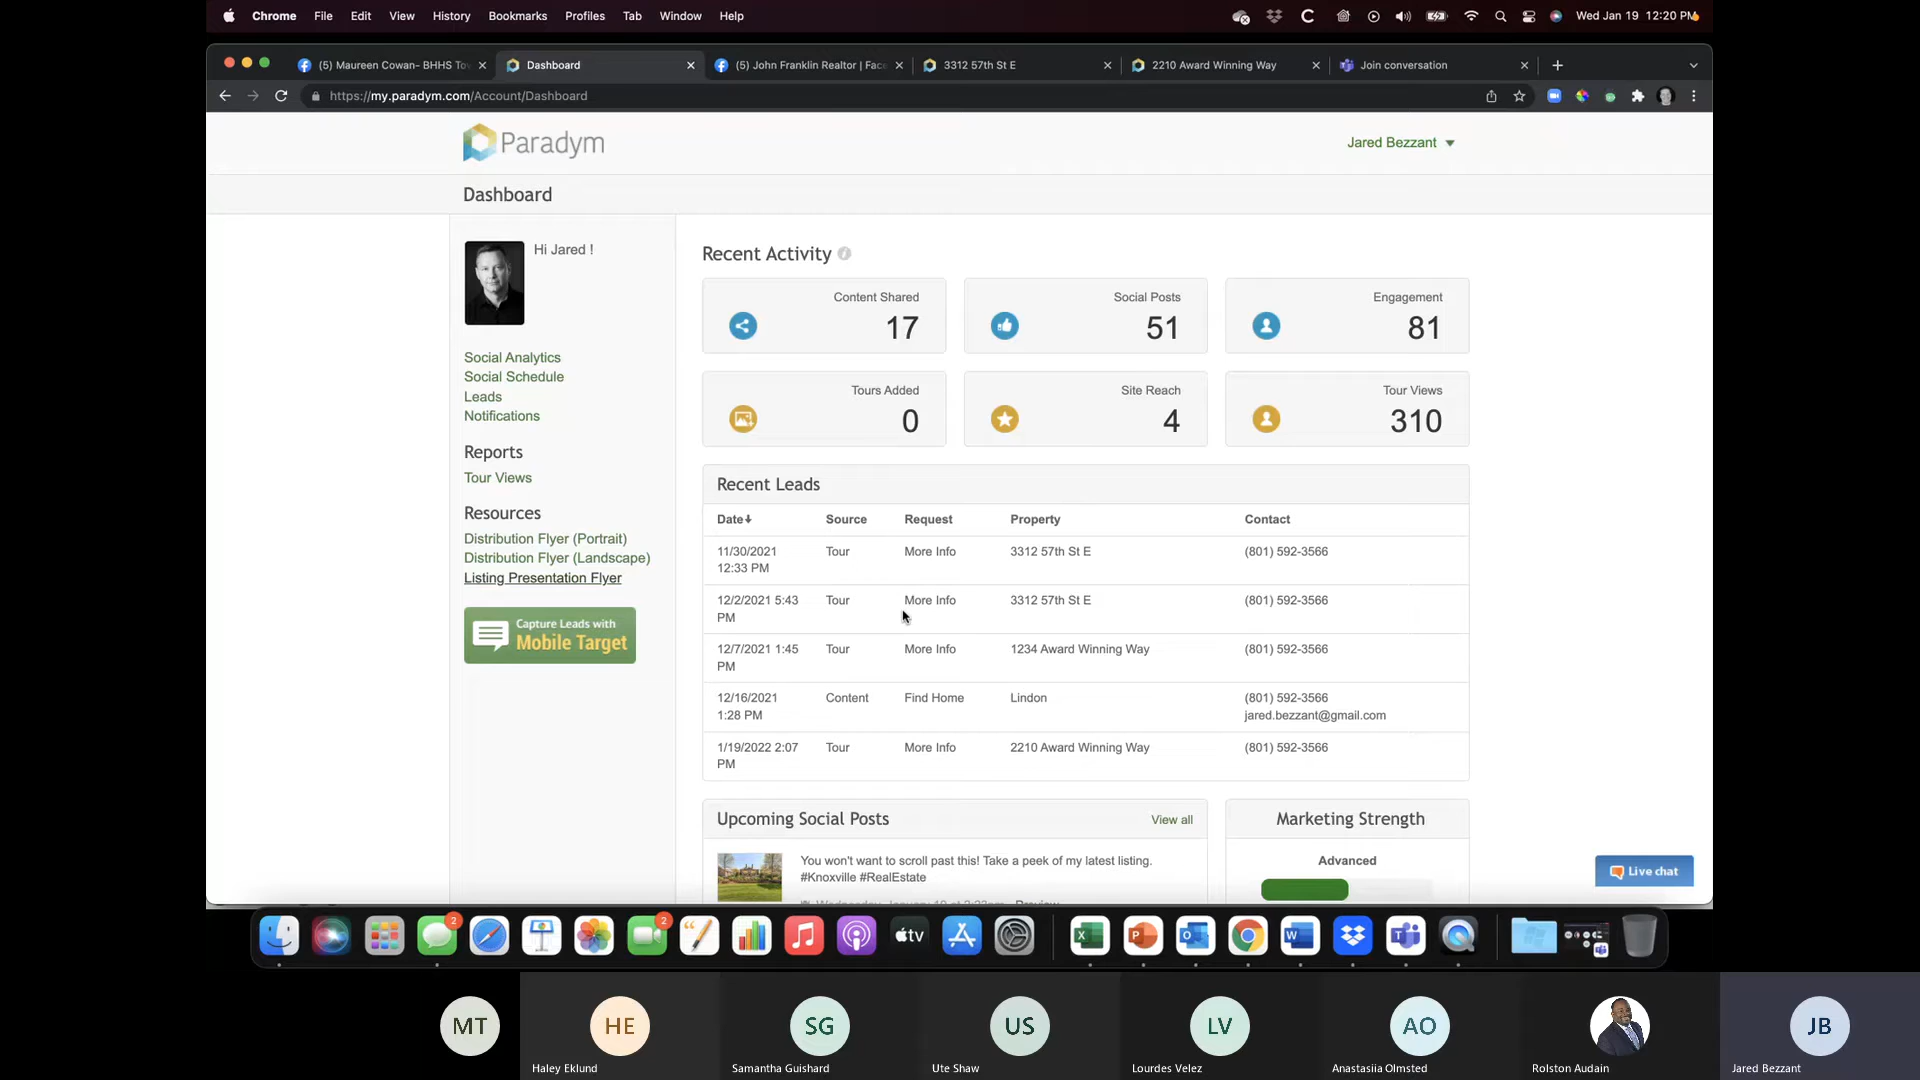 Chrome File Edit View History Bookmarks Profiles Tab Window Help
Wed Jan 19 12:20 PM
(5) Maureen Cowan- BHHS To
Dashboard
(5) John Franklin Realtor | Face
3312 57th St E
2210 Award Winning Way
Join conversation
https://my.paradym.com/Account/Dashboard
Paradym
Jared Bezzant
Dashboard
Hi Jared !
Social Analytics
Social Schedule
Leads
Notifications
Reports
Tour Views
Resources
Distribution Flyer (Portrait)
Distribution Flyer (Landscape)
Listing Presentation Flyer
Capture Leads with
Mobile Target
Recent Activity
Content Shared
17
Social Posts
51
Engagement
81
Tours Added
0
Site Reach
4
Tour Views
310
Recent Leads
Date Source Request Property Contact
11/30/2021 Tour More Info 3312 57th St E (801) 592-3566
12:33 PM
12/2/2021 5:43 Tour More Info 3312 57th St E (801) 592-3566
PM
12/7/2021 1:45 Tour More Info 1234 Award Winning Way (801) 592-3566
PM
12/16/2021 Content Find Home Lindon (801) 592-3566
1:28 PM jared.bezzant@gmail.com
1/19/2022 2:07 Tour More Info 2210 Award Winning Way (801) 592-3566
PM
Upcoming Social Posts View all
You won't want to scroll past this! Take a peek of my latest listing.
#Knoxville #RealEstate
Marketing Strength
Advanced
Live chat
2
2
tv
MT
HE
SG
US
LV
AO
JB
Haley Eklund
Samantha Guishard
Ute Shaw
Lourdes Velez
Anastasiia Olmsted
Rolston Audain
Jared Bezzant